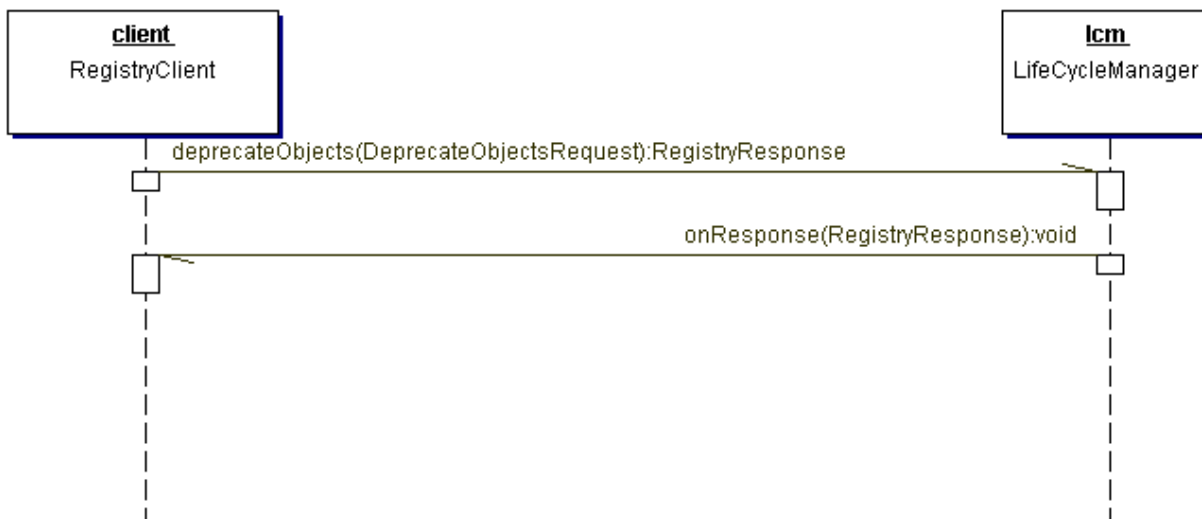 client
RegistryClient
lcm
LifeCycleManager
deprecateObjects(DeprecateObjectsRequest):RegistryResponse
onResponse(RegistryResponse):void